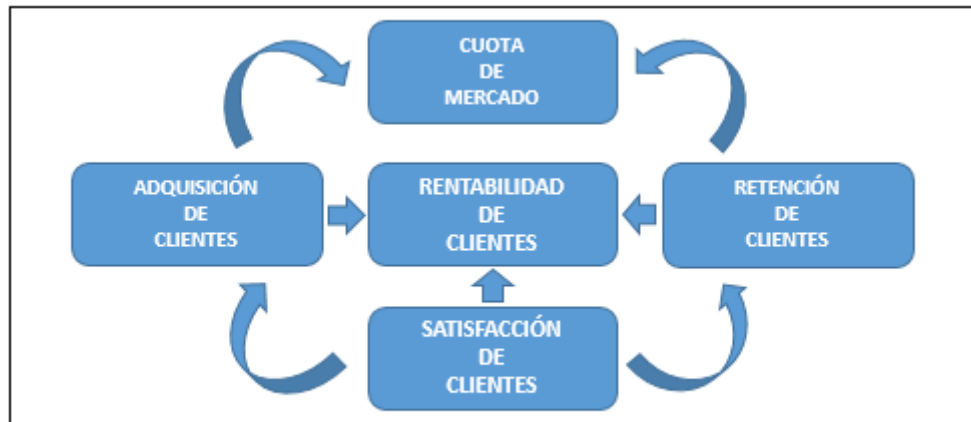 CUOTA
DE
MERCADO
ADQUISICIÓN
DE
CLIENTES
RENTABILIDAD
DE
CLIENTES
RETENCIÓN
DE
CLIENTES
SATISFACCIÓN
DE
CLIENTES